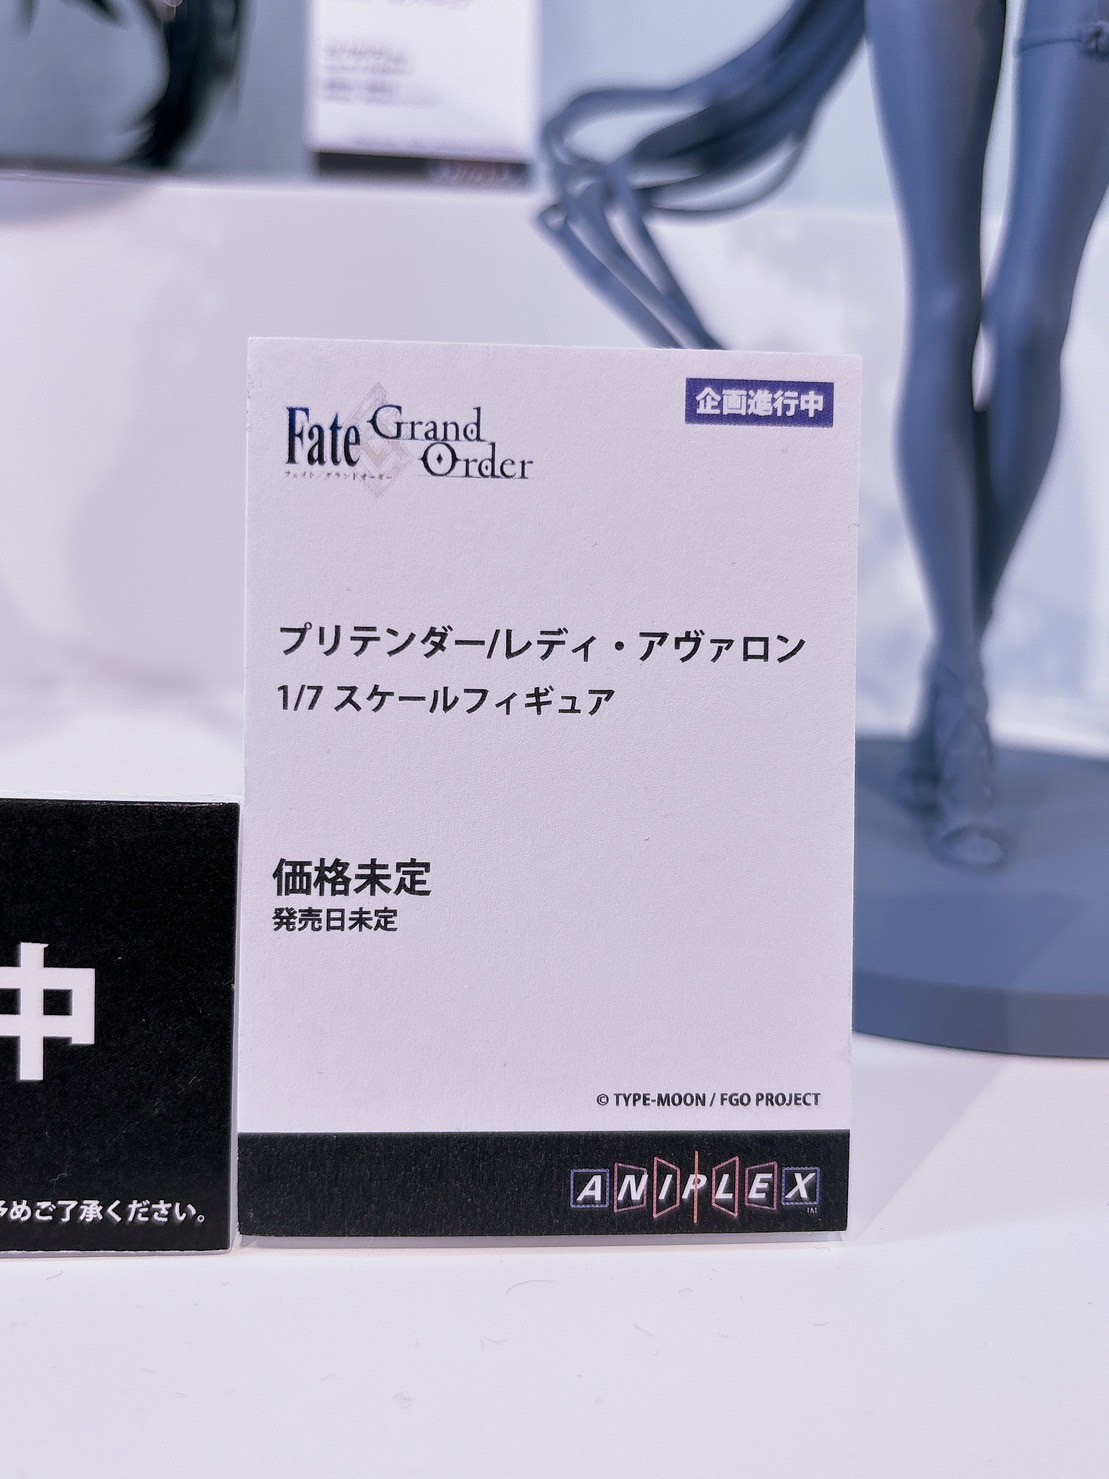 Fate Grand Order
フェイト/グランドオーダー
企画進行中
プリテンダー/レディ・アヴァロン
1/7 スケールフィギュア
価格未定
発売日未定
© TYPE-MOON / FGO PROJECT
ANIPLEX
TM
中
めご了承ください。